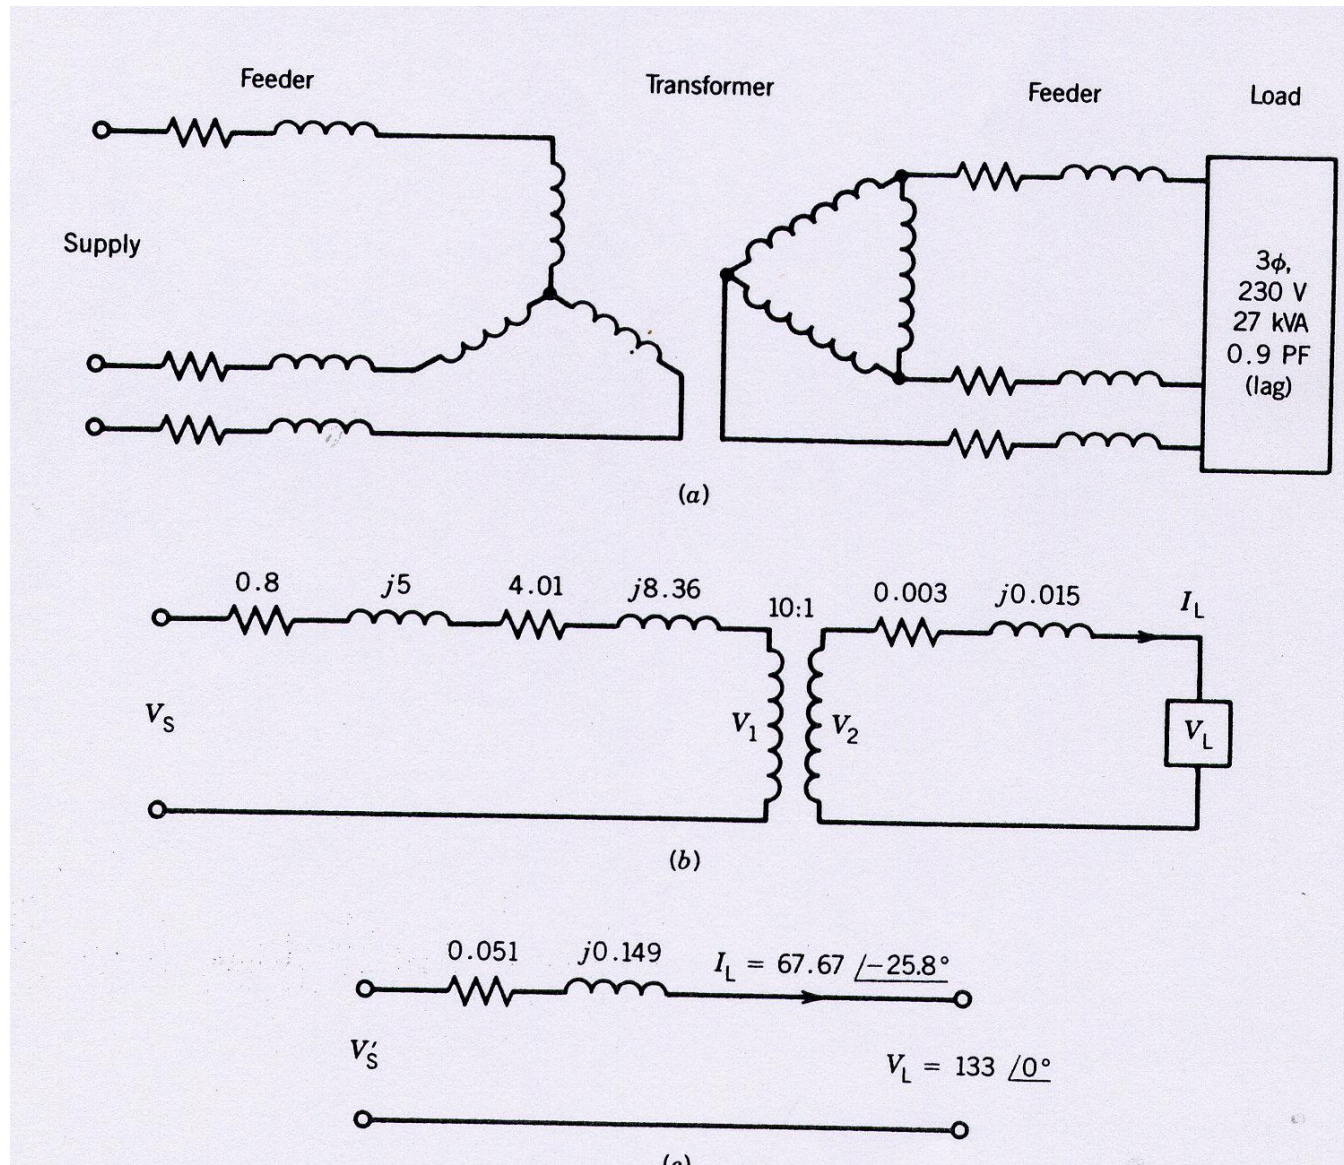 Feeder
Transformer
Feeder
Load
Supply
3ϕ,
230 V
27 kVA
0.9 PF
(lag)
(a)
0.8
j5
4.01
j8.36
10:1
0.003
j0.015
I_L
V_S
V_1
V_2
V_L
(b)
0.051
j0.149
I_L = 67.67 /−25.8°
V_S′
V_L = 133 /0°